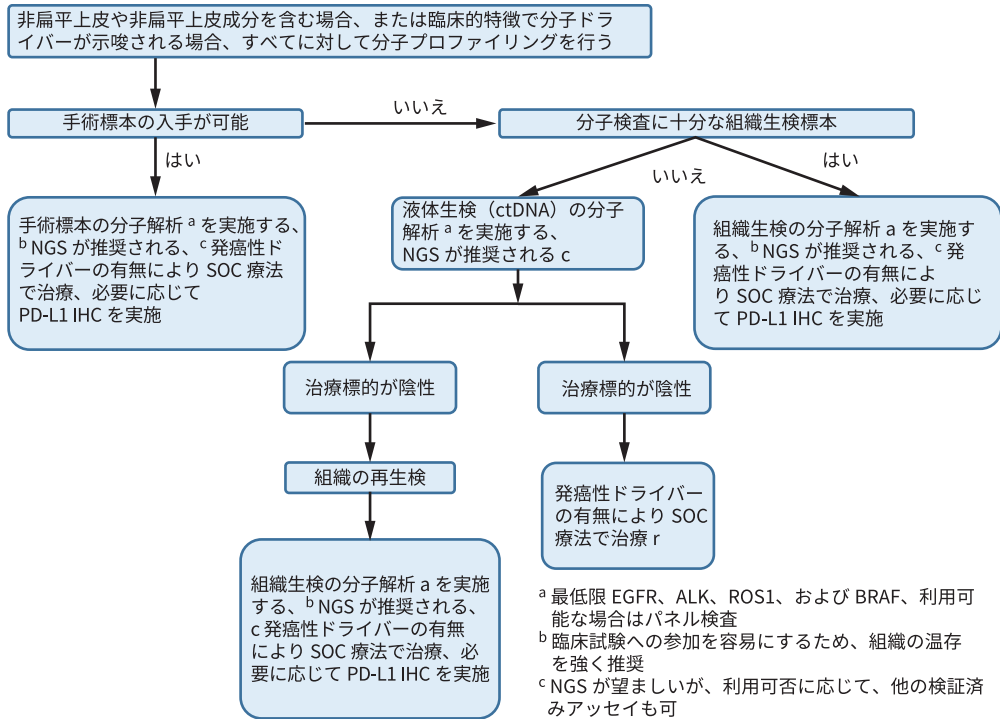 非扁平上皮や非扁平上皮成分を含む場合、または臨床的特徴で分子ドラ
イバーが示唆される場合、すべてに対して分子プロファイリングを行う
手術標本の入手が可能
いいえ
分子検査に十分な組織生検標本
はい
いいえ
はい
手術標本の分子解析 a を実施する、
b NGS が推奨される、c 発癌性ド
ライバーの有無により SOC 療法
で治療、必要に応じて
PD-L1 IHC を実施
液体生検（ctDNA）の分子
解析 a を実施する、
NGS が推奨される c
組織生検の分子解析 a を実施す
る、b NGS が推奨される、c 発
癌性ドライバーの有無によ
り SOC 療法で治療、必要に応じ
て PD-L1 IHC を実施
治療標的が陰性
治療標的が陰性
組織の再生検
発癌性ドライバー
の有無により SOC
療法で治療 r
組織生検の分子解析 a を実施
する、b NGS が推奨される、
c 発癌性ドライバーの有無
により SOC 療法で治療、必
要に応じて PD-L1 IHC を実施
a 最低限 EGFR、ALK、ROS1、および BRAF、利用可
能な場合はパネル検査
b 臨床試験への参加を容易にするため、組織の温存
を強く推奨
c NGS が望ましいが、利用可否に応じて、他の検証済
みアッセイも可